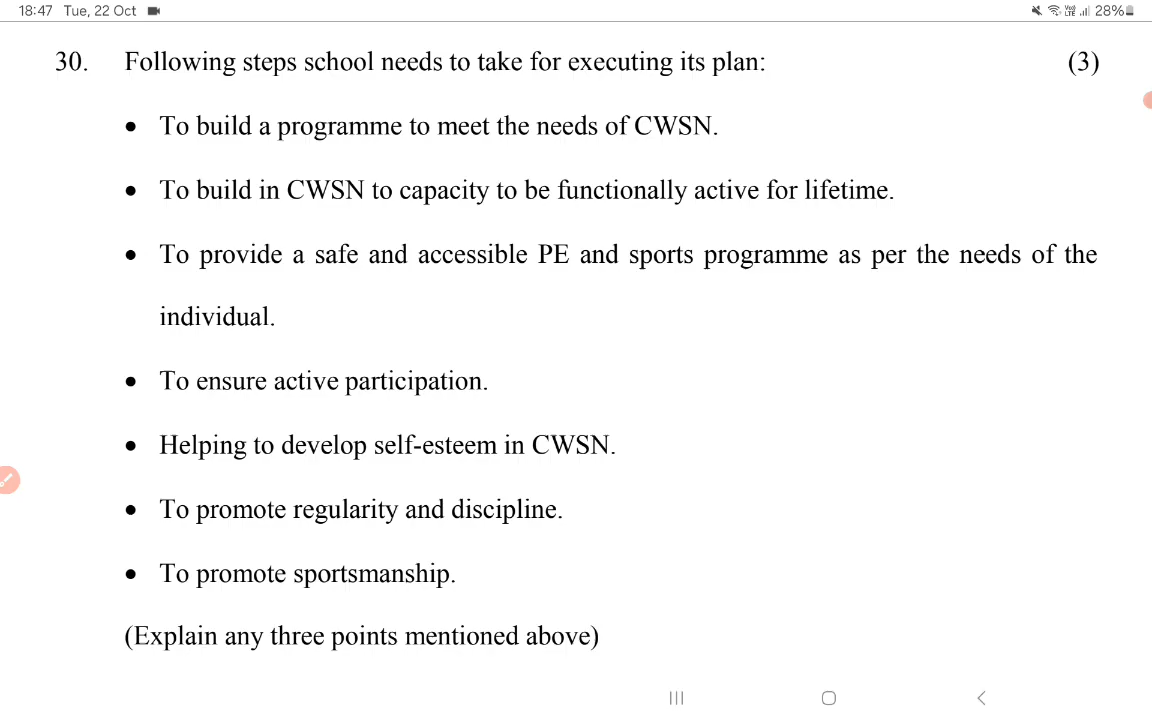 18:47 Tue, 22 Oct
VoD LTE 28%
30. Following steps school needs to take for executing its plan: (3)
• To build a programme to meet the needs of CWSN.
• To build in CWSN to capacity to be functionally active for lifetime.
• To provide a safe and accessible PE and sports programme as per the needs of the
individual.
• To ensure active participation.
• Helping to develop self-esteem in CWSN.
• To promote regularity and discipline.
• To promote sportsmanship.
(Explain any three points mentioned above)